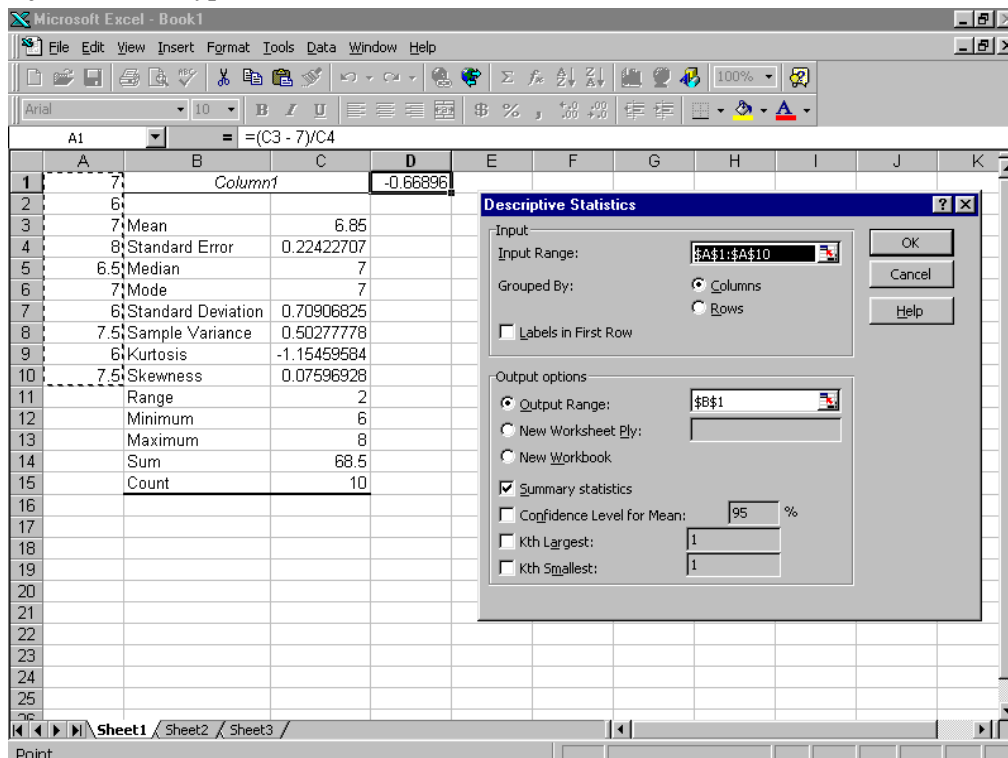 Microsoft Excel - Book1
File Edit View Insert Format Tools Data Window Help
100%
Arial 10 B I U $ % ,
A1 = =(C3 - 7)/C4
A B C D E F G H I J K
1 7 Column1 -0.66896
2 6
3 7 Mean 6.85
4 8 Standard Error 0.22422707
5 6.5 Median 7
6 7 Mode 7
7 6 Standard Deviation 0.70906825
8 7.5 Sample Variance 0.50277778
9 6 Kurtosis -1.15459584
10 7.5 Skewness 0.07596928
11 Range 2
12 Minimum 6
13 Maximum 8
14 Sum 68.5
15 Count 10
16
17
18
19
20
21
22
23
24
25
26
Descriptive Statistics
Input
Input Range: $A$1:$A$10
Grouped By: Columns
Rows
Labels in First Row
OK
Cancel
Help
Output options
Output Range: $B$1
New Worksheet Ply:
New Workbook
Summary statistics
Confidence Level for Mean: 95 %
Kth Largest: 1
Kth Smallest: 1
Sheet1 Sheet2 Sheet3
Point